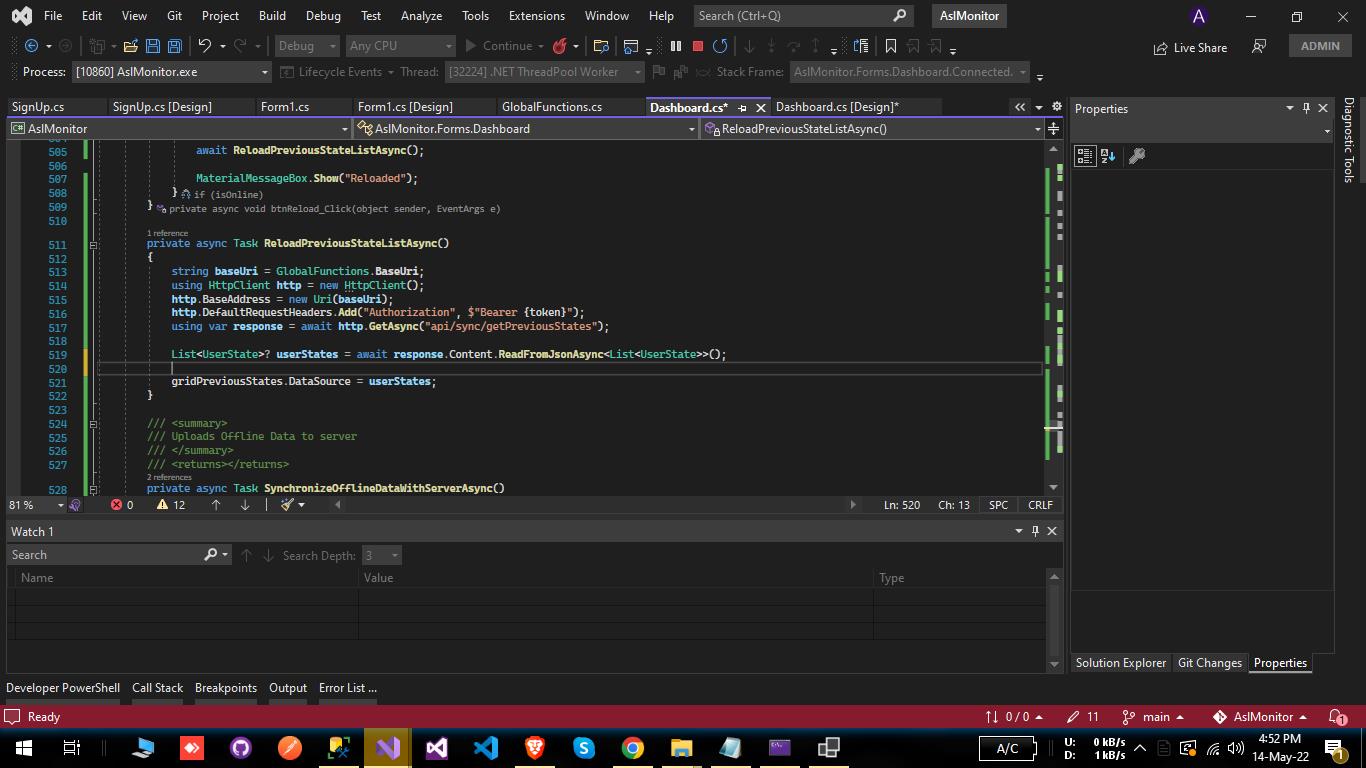 File Edit View Git Project Build Debug Test Analyze Tools Extensions Window Help Search (Ctrl+Q) AslMonitor A
Debug Any CPU Continue Live Share ADMIN
Process: [10860] AslMonitor.exe Lifecycle Events Thread: [32224] .NET ThreadPool Worker Stack Frame: AslMonitor.Forms.Dashboard.Connected.
SignUp.cs SignUp.cs [Design] Form1.cs Form1.cs [Design] GlobalFunctions.cs Dashboard.cs* Dashboard.cs [Design]* Properties
AslMonitor AslMonitor.Forms.Dashboard ReloadPreviousStateListAsync()
505 await ReloadPreviousStateListAsync();
506
507 MaterialMessageBox.Show("Reloaded");
508 } if (isOnline)
509 } private async void btnReload_Click(object sender, EventArgs e)
510
1 reference
511 private async Task ReloadPreviousStateListAsync()
512 {
513 string baseUri = GlobalFunctions.BaseUri;
514 using HttpClient http = new HttpClient();
515 http.BaseAddress = new Uri(baseUri);
516 http.DefaultRequestHeaders.Add("Authorization", $"Bearer {token}");
517 using var response = await http.GetAsync("api/sync/getPreviousStates");
518
519 List<UserState>? userStates = await response.Content.ReadFromJsonAsync<List<UserState>>();
520
521 gridPreviousStates.DataSource = userStates;
522 }
523
524 /// <summary>
525 /// Uploads Offline Data to server
526 /// </summary>
527 /// <returns></returns>
2 references
528 private async Task SynchronizeOfflineDataWithServerAsync()
81 % 0 12 Ln: 520 Ch: 13 SPC CRLF
Watch 1
Search Search Depth: 3
Name Value Type
Diagnostic Tools
Solution Explorer Git Changes Properties
Developer PowerShell Call Stack Breakpoints Output Error List ...
Ready 0 / 0 11 main AslMonitor 1
A/C U: 0 kB/s
D: 1 kB/s
4:52 PM
14-May-22
1